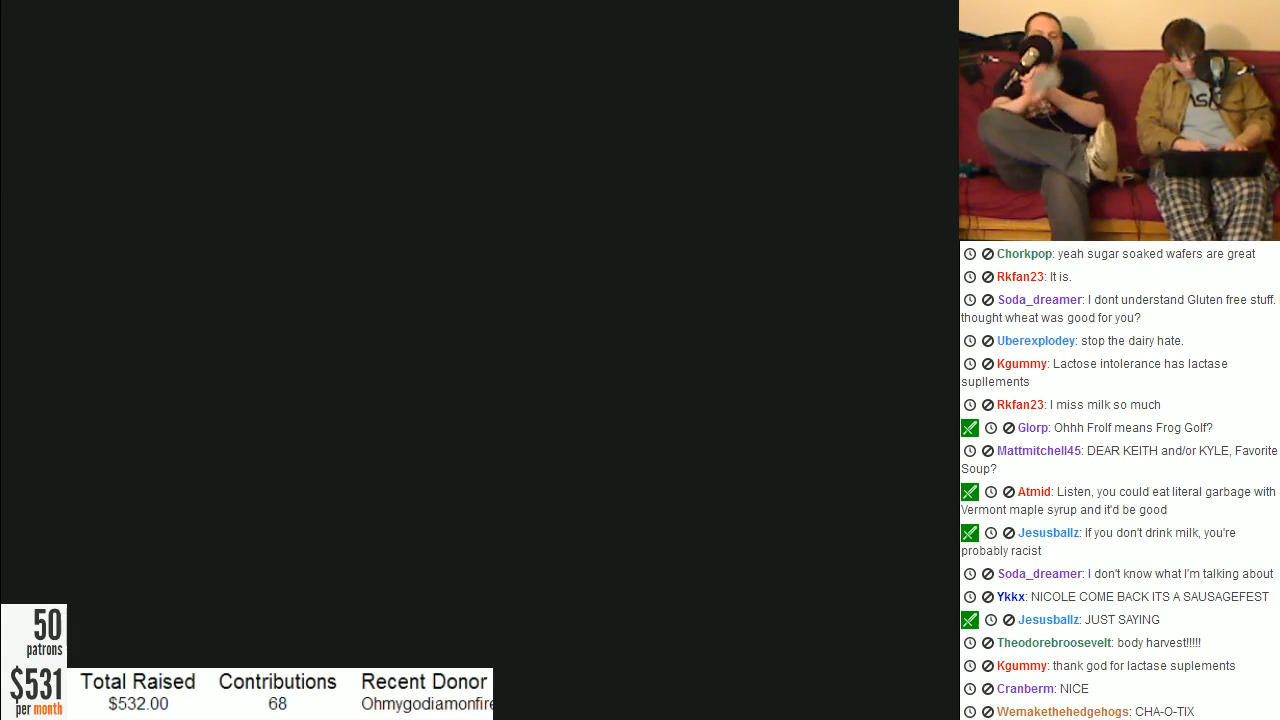 Chorkpop: yeah sugar soaked wafers are great
Rkfan23: It is.
Soda_dreamer: I dont understand Gluten free stuff. I
thought wheat was good for you?
Uberexplodey: stop the dairy hate.
Kgummy: Lactose intolerance has lactase
supllements
Rkfan23: I miss milk so much
Glorp: Ohhh Frolf means Frog Golf?
Mattmitchell45: DEAR KEITH and/or KYLE, Favorite
Soup?
Atmid: Listen, you could eat literal garbage with
Vermont maple syrup and it'd be good
Jesusballz: If you don't drink milk, you're
probably racist
Soda_dreamer: I don't know what I'm talking about
Ykkx: NICOLE COME BACK ITS A SAUSAGEFEST
Jesusballz: JUST SAYING
Theodorebroosevelt: body harvest!!!!!
Kgummy: thank god for lactase suplements
Cranberm: NICE
Wemakethehedgehogs: CHA-O-TIX
50
patrons
$531
per month
Total Raised Contributions Recent Donor
$532.00 68 Ohmygodiamonfire